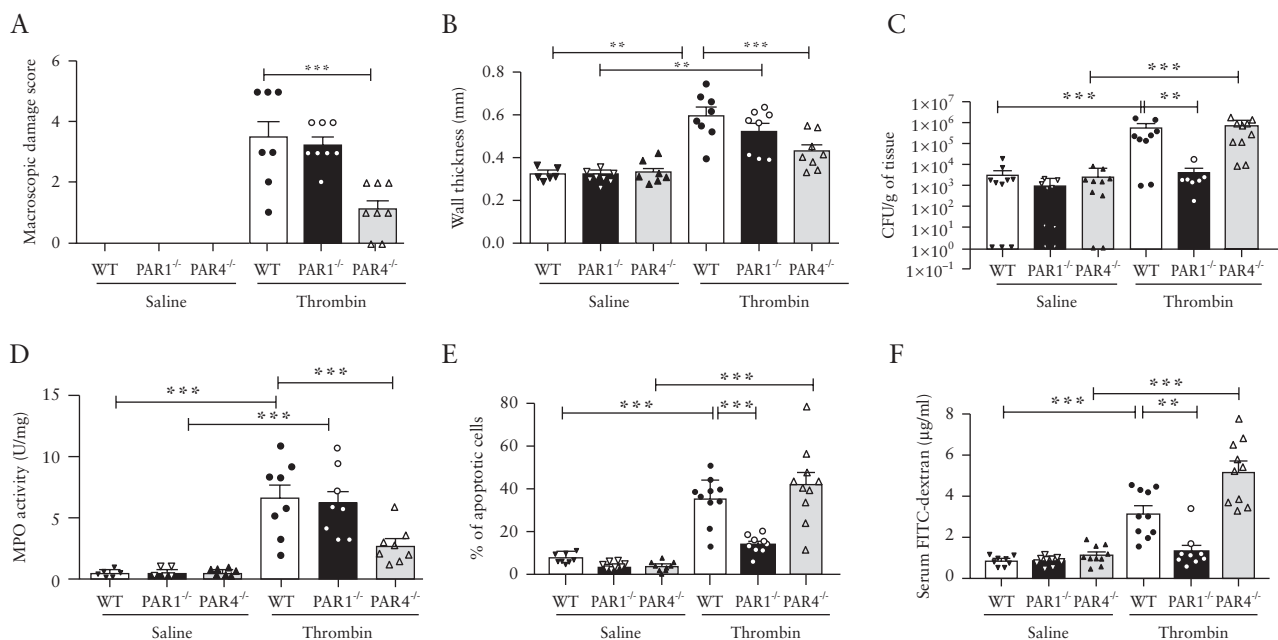 A
Macroscopic damage score
6
4
2
0
***
WT PAR1-/- PAR4-/- WT PAR1-/- PAR4-/-
Saline Thrombin
B
Wall thickness (mm)
0.8
0.6
0.4
0.2
0.0
** ***
**
WT PAR1-/- PAR4-/- WT PAR1-/- PAR4-/-
Saline Thrombin
C
CFU/g of tissue
1×10^7
1×10^6
1×10^5
1×10^4
1×10^3
1×10^2
1×10^1
1×10^0
1×10^-1
***
*** **
WT PAR1-/- PAR4-/- WT PAR1-/- PAR4-/-
Saline Thrombin
D
MPO activity (U/mg)
15
10
5
0
***
***
***
WT PAR1-/- PAR4-/- WT PAR1-/- PAR4-/-
Saline Thrombin
E
% of apoptotic cells
80
60
40
20
0
***
*** ***
WT PAR1-/- PAR4-/- WT PAR1-/- PAR4-/-
Saline Thrombin
F
Serum FITC-dextran (µg/ml)
8
6
4
2
0
***
*** **
WT PAR1-/- PAR4-/- WT PAR1-/- PAR4-/-
Saline Thrombin